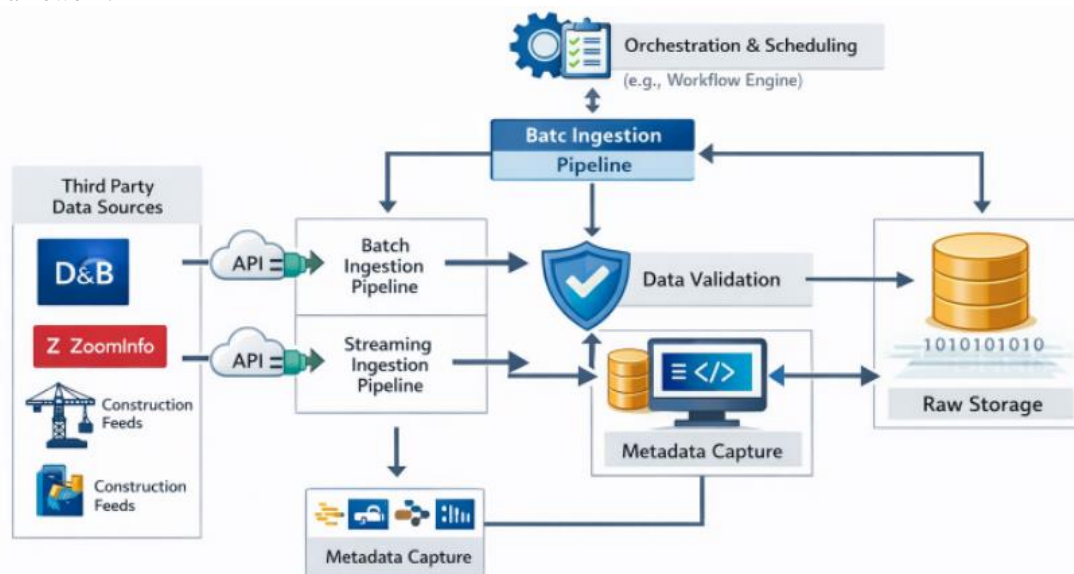 Orchestration & Scheduling
(e.g., Workflow Engine)
Batc Ingestion
Pipeline
Third Party
Data Sources
D&B
Z ZoomInfo
Construction
Feeds
Construction
Feeds
API
API
Batch
Ingestion
Pipeline
Streaming
Ingestion
Pipeline
Data Validation
</>
Metadata Capture
1010101010
Raw Storage
Metadata Capture